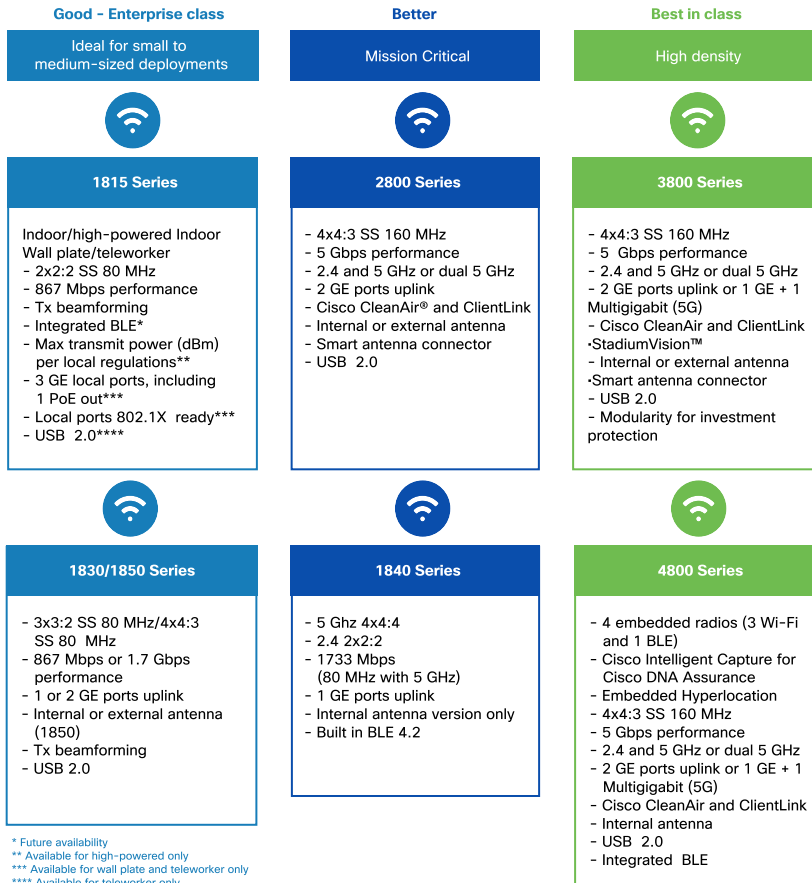 Good - Enterprise class
Ideal for small to
medium-sized deployments
1815 Series
Indoor/high-powered Indoor
Wall plate/teleworker
- 2x2:2 SS 80 MHz
- 867 Mbps performance
- Tx beamforming
- Integrated BLE*
- Max transmit power (dBm)
per local regulations**
- 3 GE local ports, including
1 PoE out***
- Local ports 802.1X ready***
- USB 2.0****
1830/1850 Series
- 3x3:2 SS 80 MHz/4x4:3
SS 80 MHz
- 867 Mbps or 1.7 Gbps
performance
- 1 or 2 GE ports uplink
- Internal or external antenna
(1850)
- Tx beamforming
- USB 2.0
* Future availability
** Available for high-powered only
*** Available for wall plate and teleworker only
**** Available for teleworker only
Better
Mission Critical
2800 Series
- 4x4:3 SS 160 MHz
- 5 Gbps performance
- 2.4 and 5 GHz or dual 5 GHz
- 2 GE ports uplink
- Cisco CleanAir® and ClientLink
- Internal or external antenna
- Smart antenna connector
- USB 2.0
1840 Series
- 5 Ghz 4x4:4
- 2.4 2x2:2
- 1733 Mbps
(80 MHz with 5 GHz)
- 1 GE ports uplink
- Internal antenna version only
- Built in BLE 4.2
Best in class
High density
3800 Series
- 4x4:3 SS 160 MHz
- 5 Gbps performance
- 2.4 and 5 GHz or dual 5 GHz
- 2 GE ports uplink or 1 GE + 1
Multigigabit (5G)
- Cisco CleanAir and ClientLink
·StadiumVision™
- Internal or external antenna
·Smart antenna connector
- USB 2.0
- Modularity for investment
protection
4800 Series
- 4 embedded radios (3 Wi-Fi
and 1 BLE)
- Cisco Intelligent Capture for
Cisco DNA Assurance
- Embedded Hyperlocation
- 4x4:3 SS 160 MHz
- 5 Gbps performance
- 2.4 and 5 GHz or dual 5 GHz
- 2 GE ports uplink or 1 GE + 1
Multigigabit (5G)
- Cisco CleanAir and ClientLink
- Internal antenna
- USB 2.0
- Integrated BLE